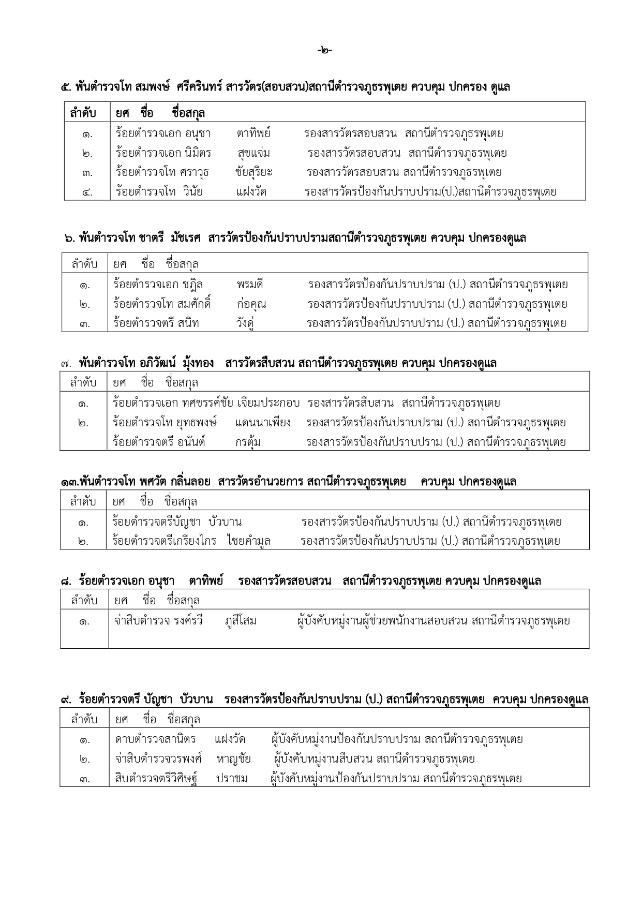 -๒-
๕. พันตำรวจโท สมพงษ์ ศรีครินทร์ สารวัตร(สอบสวน)สถานีตำรวจภูธรพุเตย ควบคุม ปกครอง ดูแล
ลำดับ ยศ ชื่อ ชื่อสกุล
๑. ร้อยตำรวจเอก อนุชา ตาทิพย์ รองสารวัตรสอบสวน สถานีตำรวจภูธรพุเตย
๒. ร้อยตำรวจเอก นิมิตร สุขแจ่ม รองสารวัตรสอบสวน สถานีตำรวจภูธรพุเตย
๓. ร้อยตำรวจโท ศราวุธ ชัยสุริยะ รองสารวัตรสอบสวน สถานีตำรวจภูธรพุเตย
๔. ร้อยตำรวจโท วินัย แฝงวัด รองสารวัตรป้องกันปราบปราม(ป.)สถานีตำรวจภูธรพุเตย
๖. พันตำรวจโท ชาตรี มัชเรศ สารวัตรป้องกันปราบปรามสถานีตำรวจภูธรพุเตย ควบคุม ปกครองดูแล
ลำดับ ยศ ชื่อ ชื่อสกุล
๑. ร้อยตำรวจเอก ชฎิล พรมดี รองสารวัตรป้องกันปราบปราม (ป.) สถานีตำรวจภูธรพุเตย
๒. ร้อยตำรวจโท สมศักดิ์ ก่อคุณ รองสารวัตรป้องกันปราบปราม (ป.) สถานีตำรวจภูธรพุเตย
๓. ร้อยตำรวจตรี สนิท วังคู่ รองสารวัตรป้องกันปราบปราม (ป.) สถานีตำรวจภูธรพุเตย
๗. พันตำรวจโท อภิวัฒน์ มุ้งทอง สารวัตรสืบสวน สถานีตำรวจภูธรพุเตย ควบคุม ปกครองดูแล
ลำดับ ยศ ชื่อ ชื่อสกุล
๑. ร้อยตำรวจเอก ทศซรรค์ชัย เจียมประกอบ รองสารวัตรสืบสวน สถานีตำรวจภูธรพุเตย
๒. ร้อยตำรวจโท ยุทธพงษ์ แดนนาเพียง รองสารวัตรป้องกันปราบปราม (ป.) สถานีตำรวจภูธรพุเตย
ร้อยตำรวจตรี อนันต์ กรตุ้ม รองสารวัตรป้องกันปราบปราม (ป.) สถานีตำรวจภูธรพุเตย
๑๓.พันตำรวจโท พศวัต กลิ่นลอย สารวัตรอำนวยการ สถานีตำรวจภูธรพุเตย ควบคุม ปกครองดูแล
ลำดับ ยศ ชื่อ ชื่อสกุล
๑. ร้อยตำรวจตรีบัญชา บัวบาน รองสารวัตรป้องกันปราบปราม (ป.) สถานีตำรวจภูธรพุเตย
๒. ร้อยตำรวจตรีเกรียงไกร ไชยคำมูล รองสารวัตรป้องกันปราบปราม (ป.) สถานีตำรวจภูธรพุเตย
๘. ร้อยตำรวจเอก อนุชา ตาทิพย์ รองสารวัตรสอบสวน สถานีตำรวจภูธรพุเตย ควบคุม ปกครองดูแล
ลำดับ ยศ ชื่อ ชื่อสกุล
๑. จ่าสิบตำรวจ รงค์รวี ภูสีโสม ผู้บังคับหมู่งานผู้ช่วยพนักงานสอบสวน สถานีตำรวจภูธรพุเตย
๙. ร้อยตำรวจตรี บัญชา บัวบาน รองสารวัตรป้องกันปราบปราม (ป.) สถานีตำรวจภูธรพุเตย ควบคุม ปกครองดูแล
ลำดับ ยศ ชื่อ ชื่อสกุล
๑. ดาบตำรวจสานิตร แฝงวัด ผู้บังคับหมู่งานป้องกันปราบปราม สถานีตำรวจภูธรพุเตย
๒. จ่าสิบตำรวจวรพงศ์ หาญชัย ผู้บังคับหมู่งานสืบสวน สถานีตำรวจภูธรพุเตย
๓. สิบตำรวจตรีวิศิษฐ์ ปราชม ผู้บังคับหมู่งานป้องกันปราบปราม สถานีตำรวจภูธรพุเตย